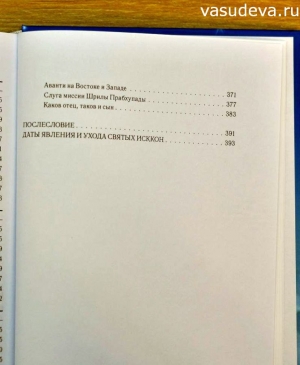 vasudeva.ru
Аванти на Востоке и Западе 371
Слуга миссии Шрилы Прабхупады 377
Каков отец, таков и сын 383
ПОСЛЕСЛОВИЕ 391
ДАТЫ ЯВЛЕНИЯ И УХОДА СВЯТЫХ ИСККОН 393